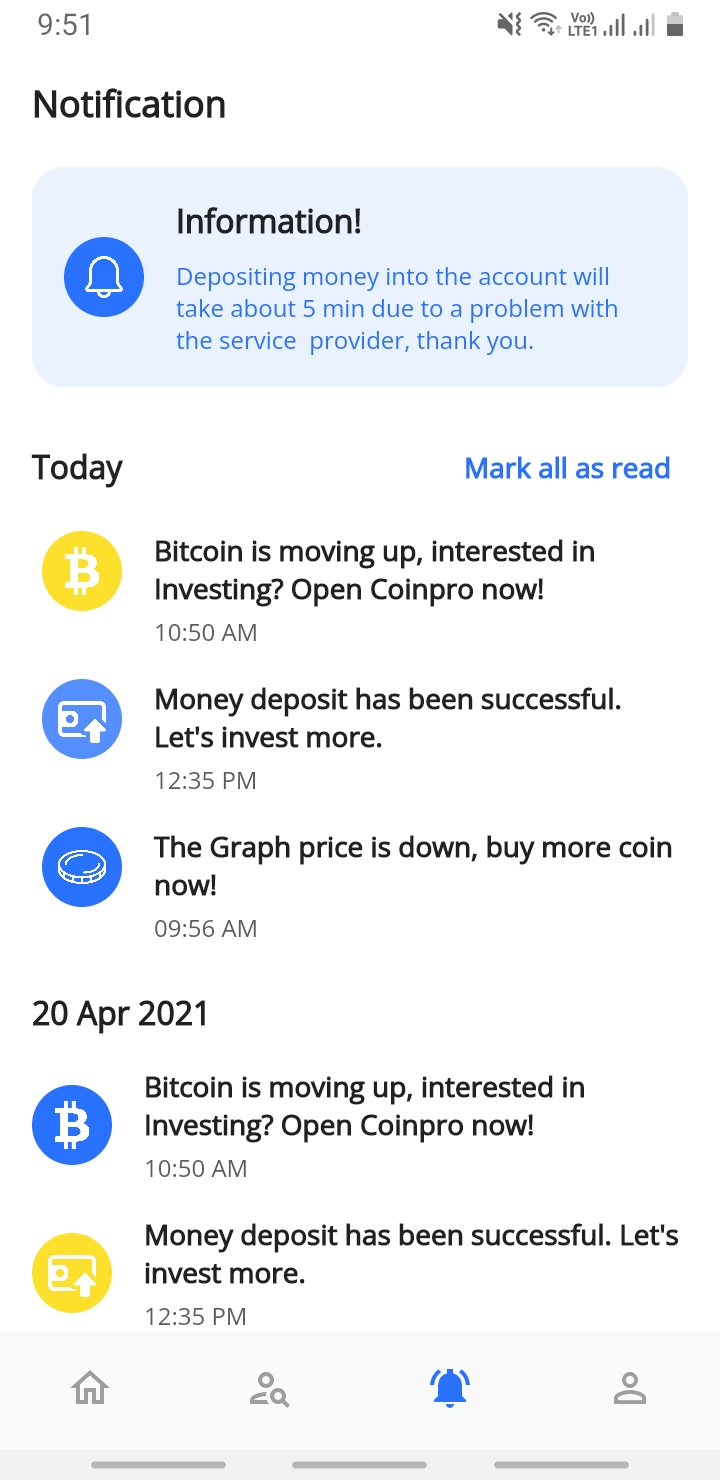 9:51
Vo)) LTE1
Notification
Information!
Depositing money into the account will
take about 5 min due to a problem with
the service  provider, thank you.
Today
Mark all as read
Bitcoin is moving up, interested in
Investing? Open Coinpro now!
10:50 AM
Money deposit has been successful.
Let's invest more.
12:35 PM
The Graph price is down, buy more coin
now!
09:56 AM
20 Apr 2021
Bitcoin is moving up, interested in
Investing? Open Coinpro now!
10:50 AM
Money deposit has been successful. Let's
invest more.
12:35 PM